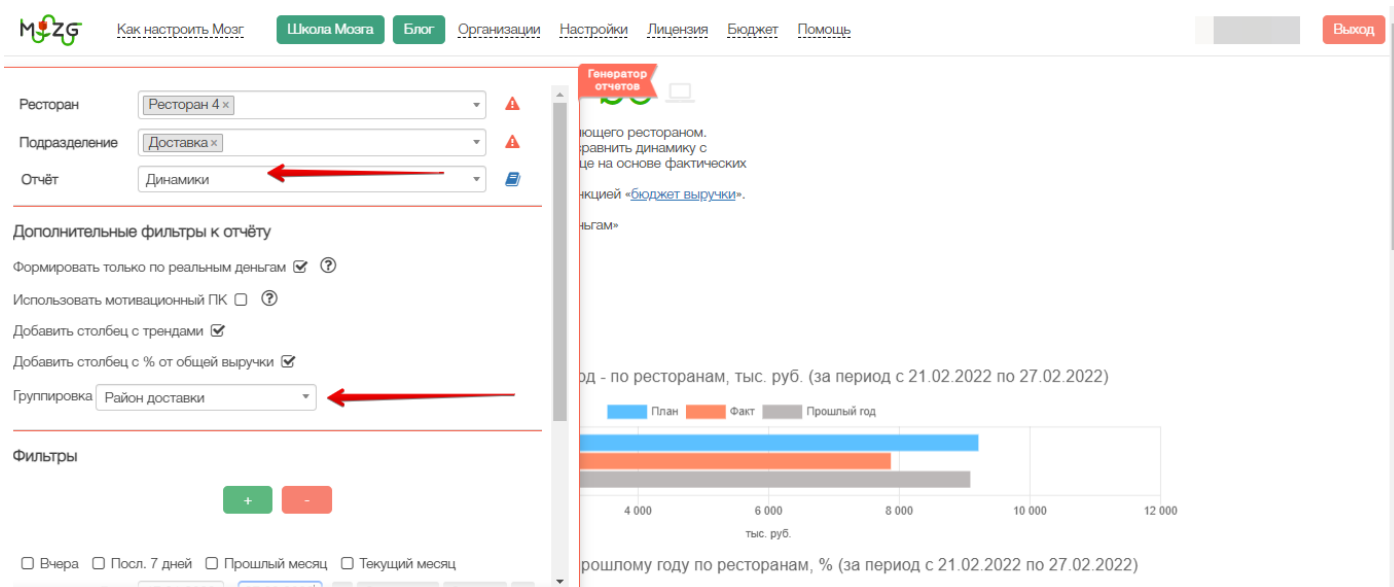 MOZG
Как настроить Мозг
Школа Мозга
Блог
Организации
Настройки
Лицензия
Бюджет
Помощь
Выход
Генератор
отчетов
Ресторан
Ресторан 4 ×
Подразделение
Доставка ×
Отчёт
Динамики
Дополнительные фильтры к отчёту
Формировать только по реальным деньгам
Использовать мотивационный ПК
Добавить столбец с трендами
Добавить столбец с % от общей выручки
Группировка
Район доставки
Фильтры
+
-
Вчера
Посл. 7 дней
Прошлый месяц
Текущий месяц
ющего рестораном.
сравнить динамику с
це на основе фактических
нкцией «бюджет выручки».
ньгам»
од - по ресторанам, тыс. руб. (за период с 21.02.2022 по 27.02.2022)
План
Факт
Прошлый год
4 000
6 000
8 000
10 000
12 000
тыс. руб.
рошлому году по ресторанам, % (за период с 21.02.2022 по 27.02.2022)